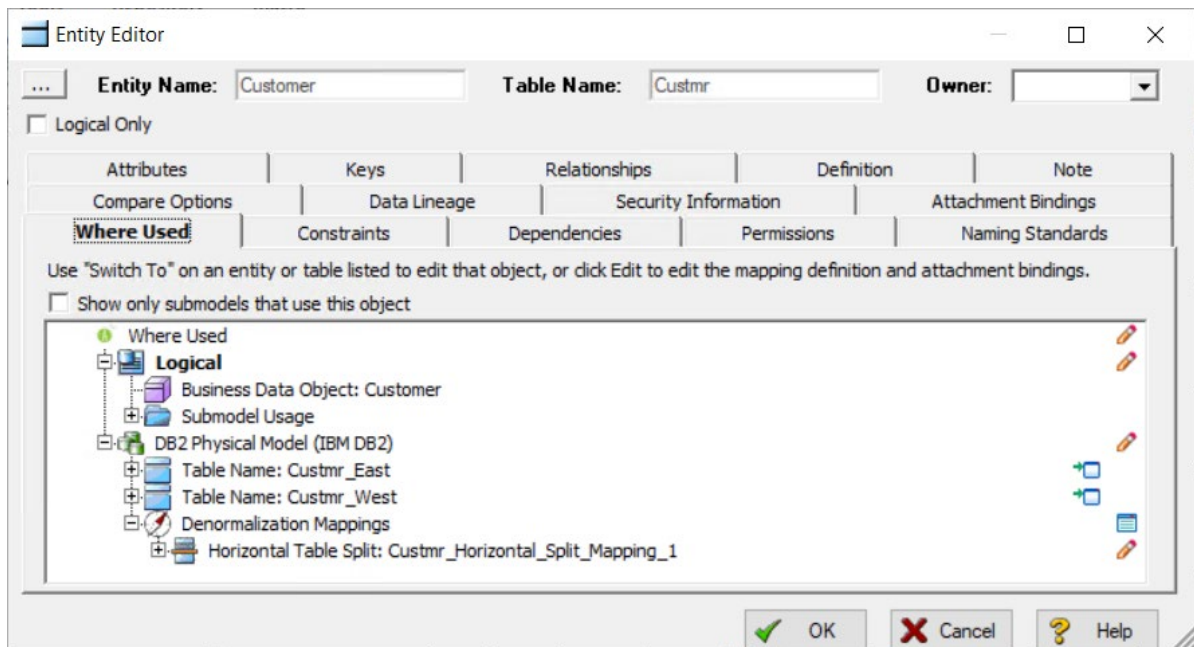 Entity Editor
... Entity Name: Customer Table Name: Custmr Owner:
Logical Only
Attributes Keys Relationships Definition Note
Compare Options Data Lineage Security Information Attachment Bindings
Where Used Constraints Dependencies Permissions Naming Standards
Use "Switch To" on an entity or table listed to edit that object, or click Edit to edit the mapping definition and attachment bindings.
Show only submodels that use this object
Where Used
Logical
Business Data Object: Customer
Submodel Usage
DB2 Physical Model (IBM DB2)
Table Name: Custmr_East
Table Name: Custmr_West
Denormalization Mappings
Horizontal Table Split: Custmr_Horizontal_Split_Mapping_1
OK Cancel Help